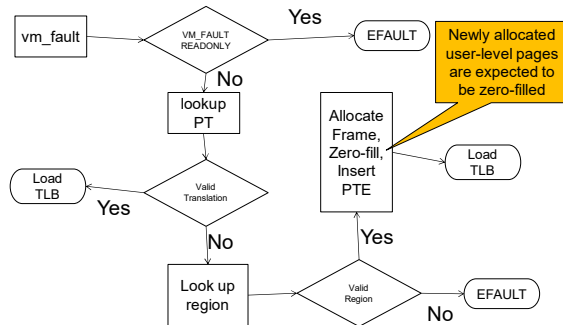 vm_fault
VM_FAULT
READONLY
Yes
EFAULT
Newly allocated
user-level pages
are expected to
be zero-filled
No
lookup
PT
Allocate
Frame,
Zero-fill,
Insert
PTE
Load
TLB
Valid
Translation
Load
TLB
Yes
No
Yes
Look up
region
Valid
Region
No
EFAULT